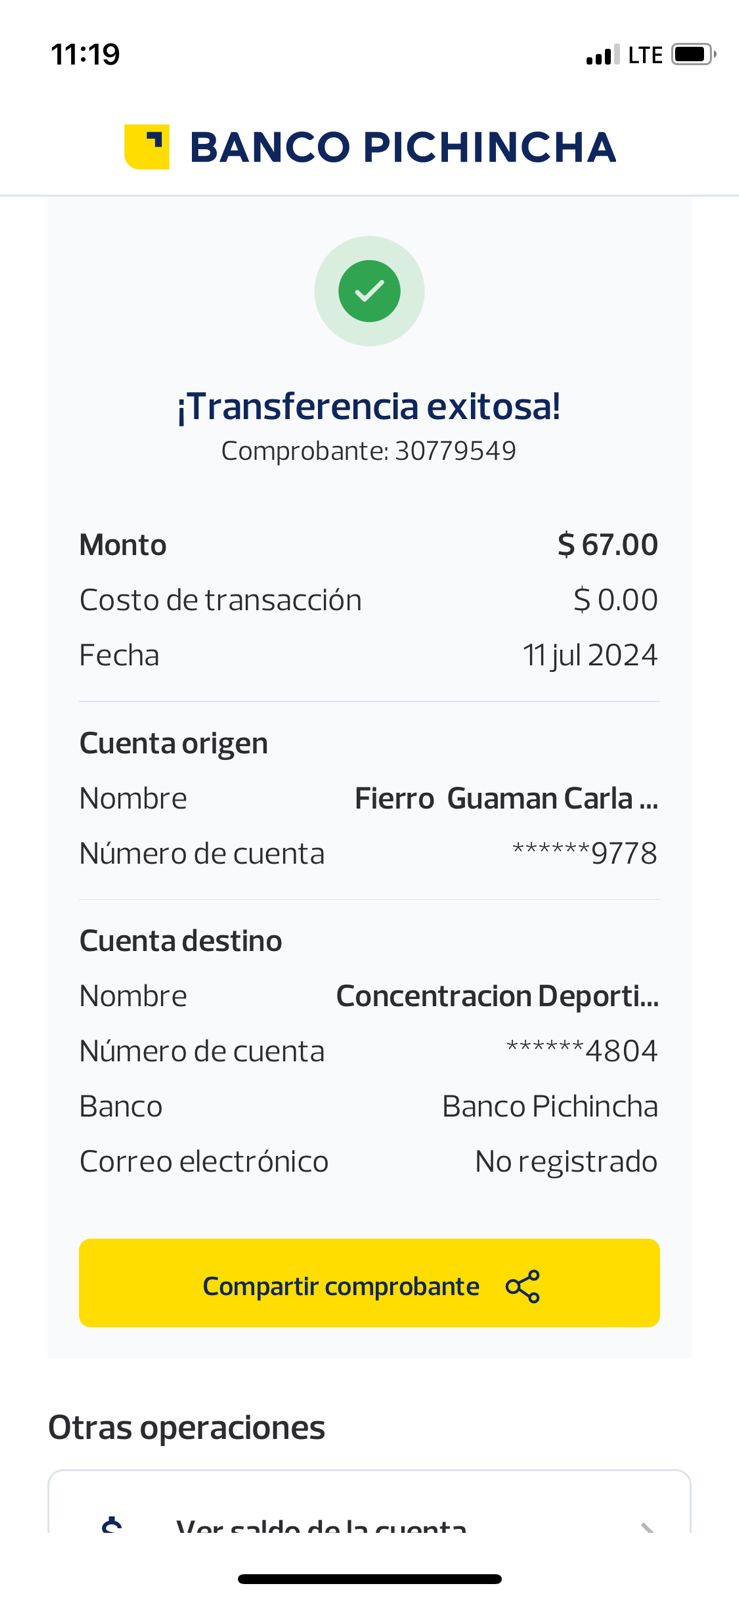 11:19 LTE
BANCO PICHINCHA
¡Transferencia exitosa!
Comprobante: 30779549
Monto $ 67.00
Costo de transacción $ 0.00
Fecha 11 jul 2024
Cuenta origen
Nombre Fierro  Guaman Carla ...
Número de cuenta ******9778
Cuenta destino
Nombre Concentracion Deporti...
Número de cuenta ******4804
Banco Banco Pichincha
Correo electrónico No registrado
Compartir comprobante
Otras operaciones
Ver saldo de la cuenta